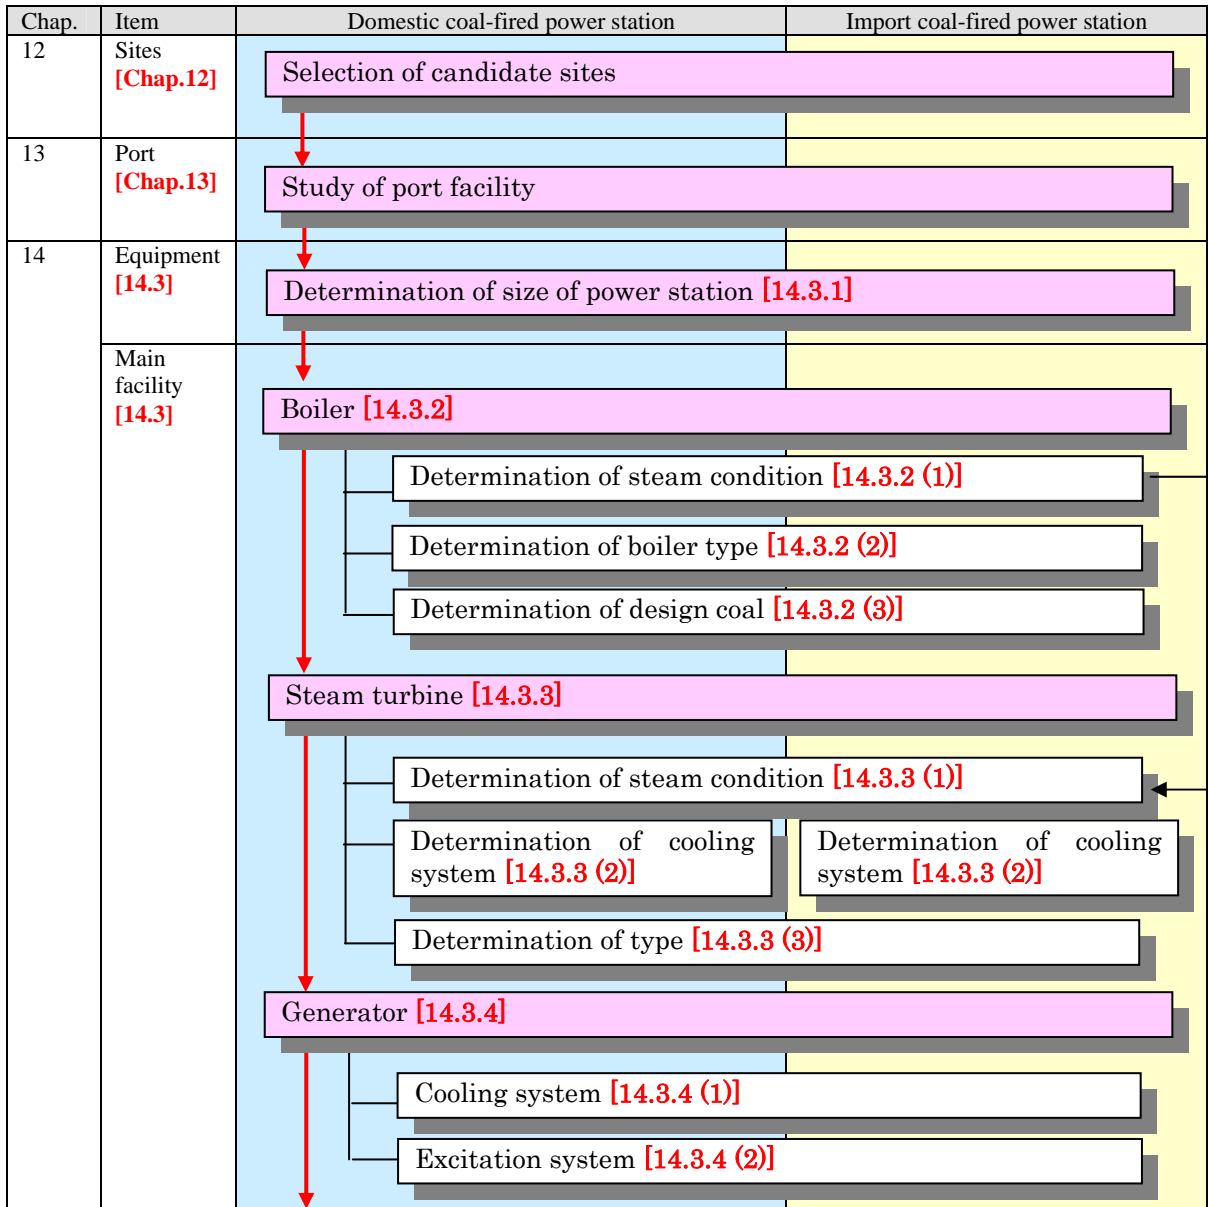 Chap. Item Domestic coal-fired power station Import coal-fired power station
12 Sites
[Chap.12]
Selection of candidate sites
13 Port
[Chap.13]
Study of port facility
14 Equipment
[14.3]
Determination of size of power station [14.3.1]
Main
facility
[14.3]
Boiler [14.3.2]
Determination of steam condition [14.3.2 (1)]
Determination of boiler type [14.3.2 (2)]
Determination of design coal [14.3.2 (3)]
Steam turbine [14.3.3]
Determination of steam condition [14.3.3 (1)]
Determination of cooling
system [14.3.3 (2)]
Determination of cooling
system [14.3.3 (2)]
Determination of type [14.3.3 (3)]
Generator [14.3.4]
Cooling system [14.3.4 (1)]
Excitation system [14.3.4 (2)]